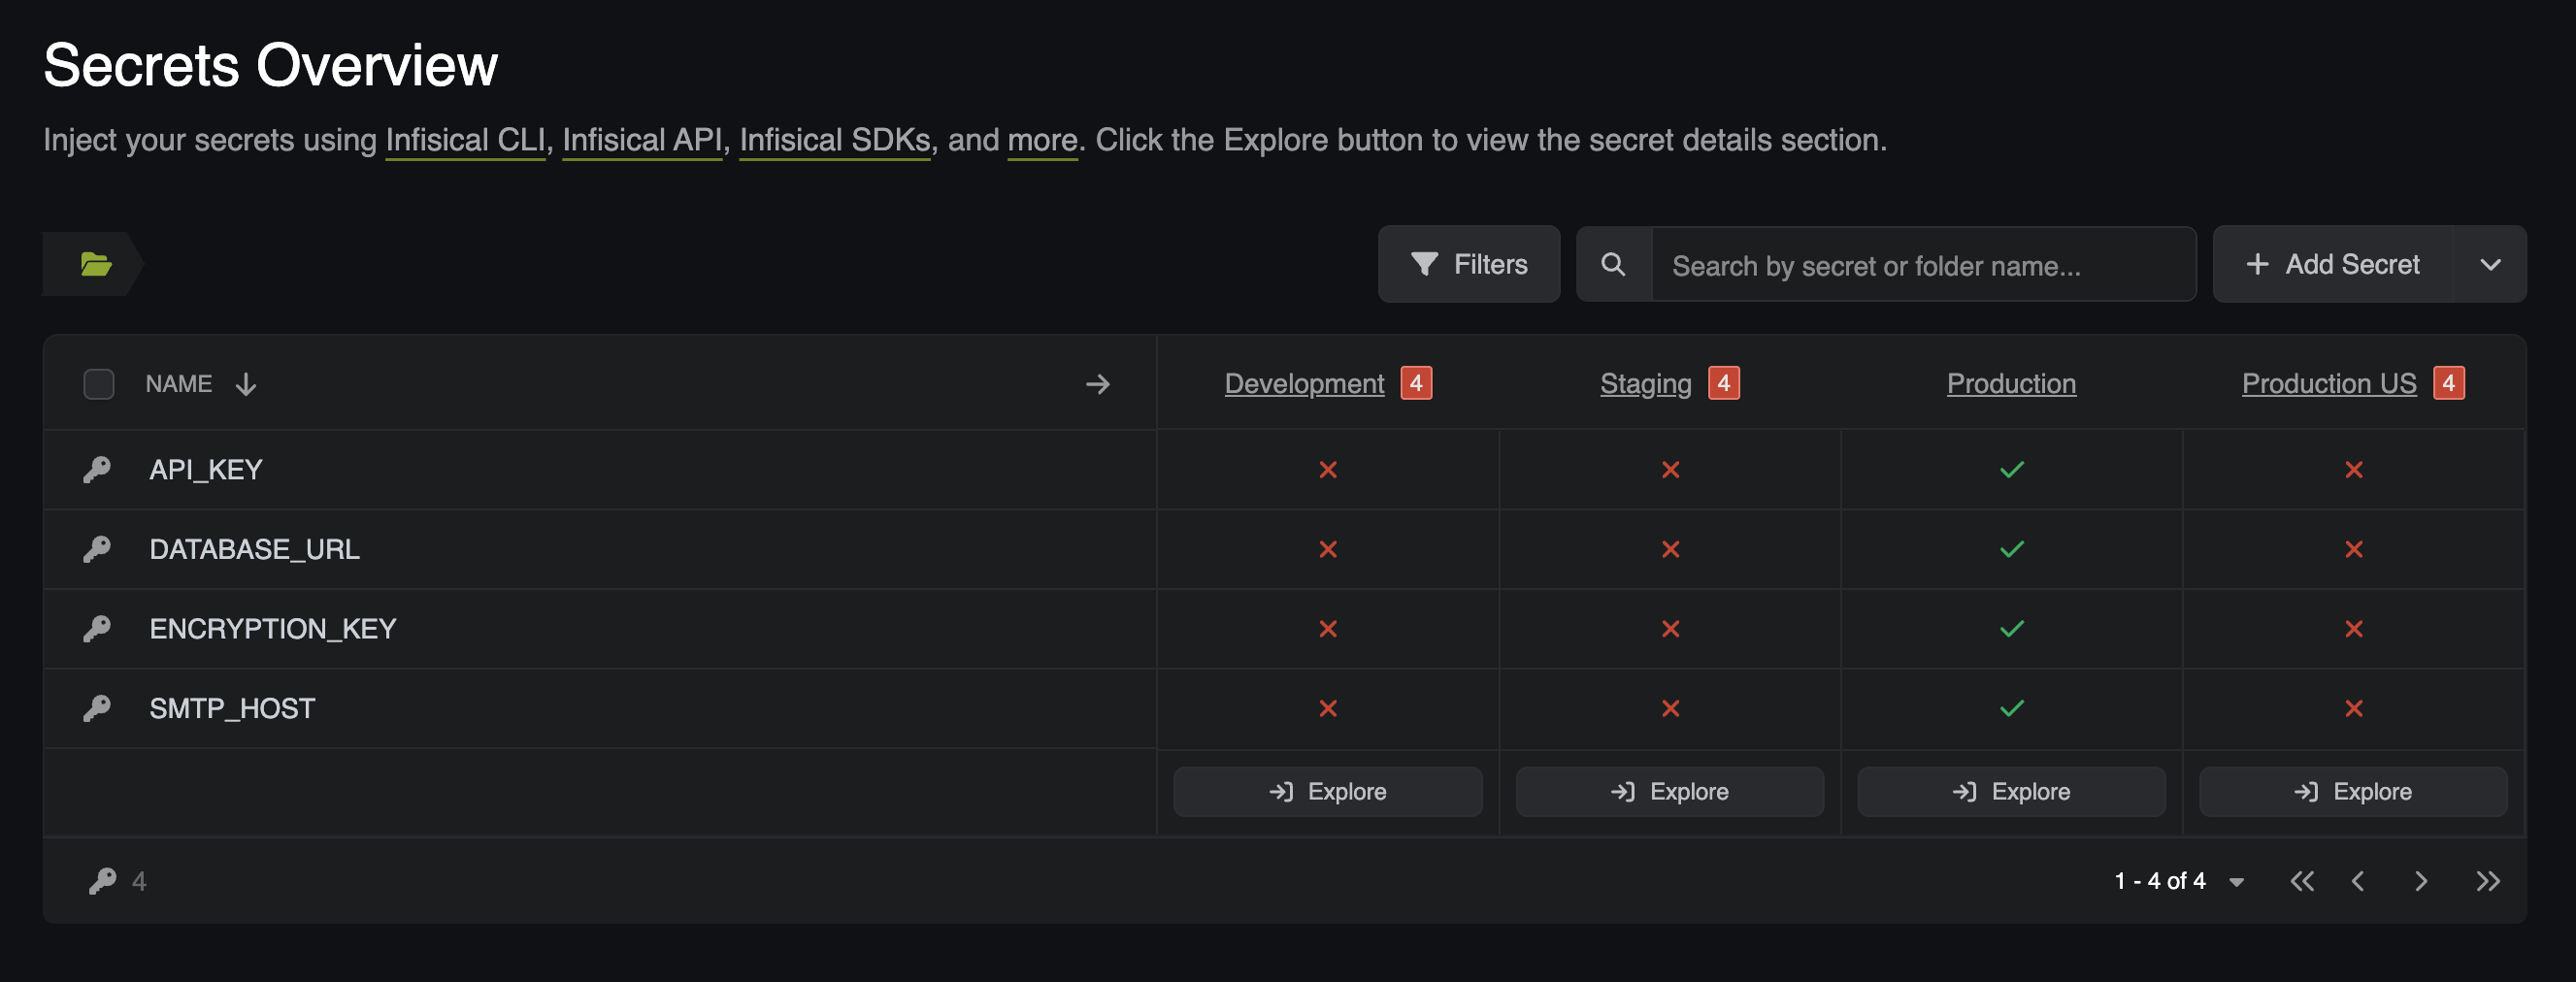 Secrets Overview
Inject your secrets using Infisical CLI, Infisical API, Infisical SDKs, and more. Click the Explore button to view the secret details section.
Filters Search by secret or folder name... + Add Secret
NAME Development 4 Staging 4 Production Production US 4
API_KEY
DATABASE_URL
ENCRYPTION_KEY
SMTP_HOST
Explore Explore Explore Explore
4 1 - 4 of 4